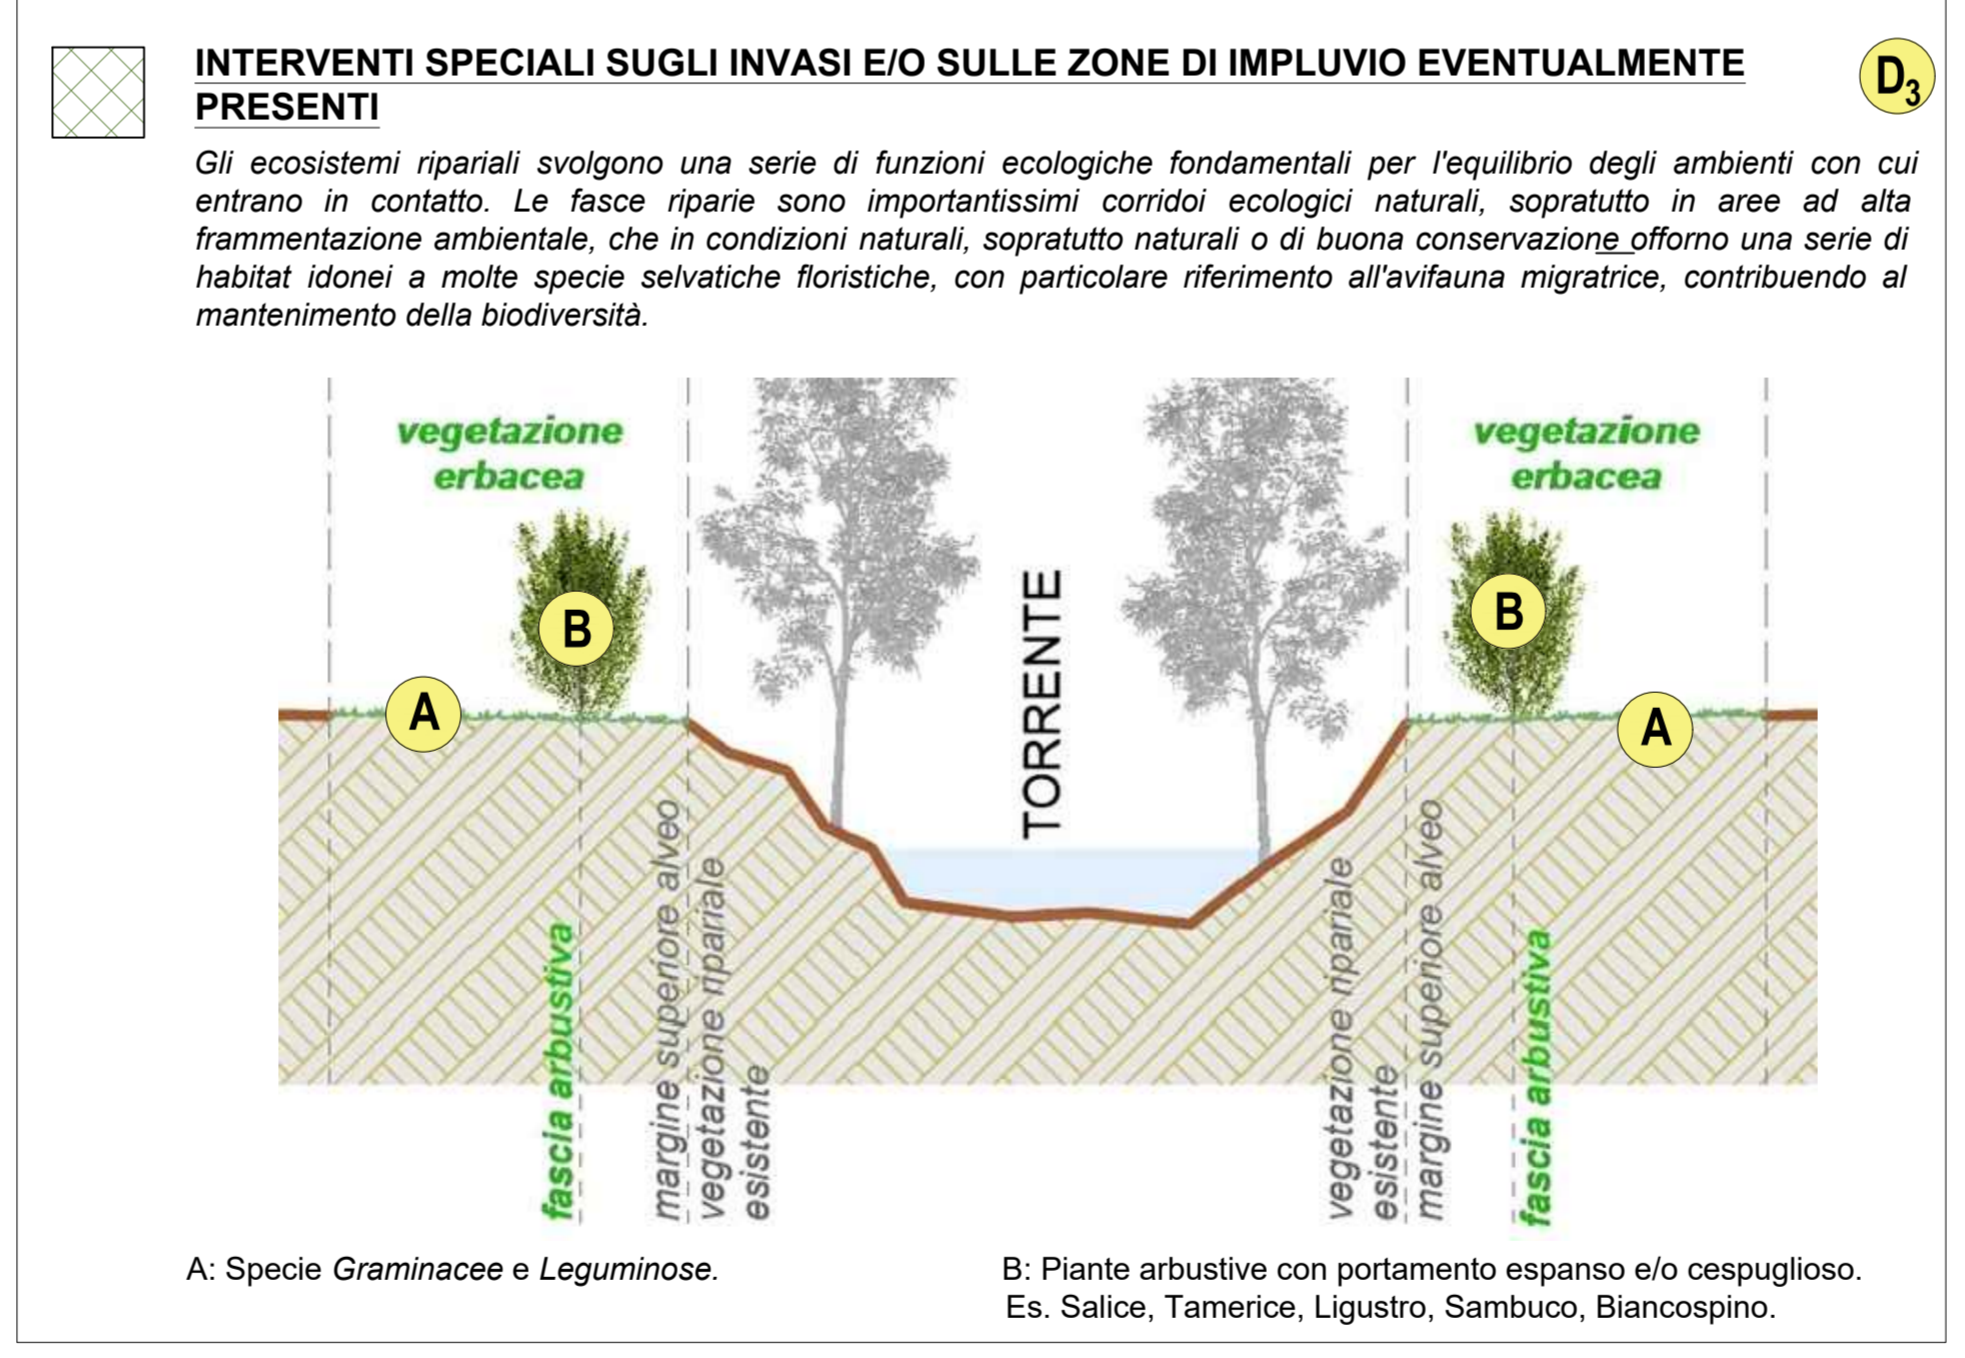 INTERVENTI SPECIALI SUGLI INVASI E/O SULLE ZONE DI IMPLUVIO EVENTUALMENTE
PRESENTI
D3
Gli ecosistemi ripariali svolgono una serie di funzioni ecologiche fondamentali per l'equilibrio degli ambienti con cui
entrano in contatto. Le fasce riparie sono importantissimi corridoi ecologici naturali, sopratutto in aree ad alta
frammentazione ambientale, che in condizioni naturali, sopratutto naturali o di buona conservazione offorno una serie di
habitat idonei a molte specie selvatiche floristiche, con particolare riferimento all'avifauna migratrice, contribuendo al
mantenimento della biodiversità.
vegetazione
erbacea
vegetazione
erbacea
B
B
A
A
TORRENTE
fascia arbustiva
margine superiore alveo
vegetazione ripariale
esistente
vegetazione ripariale
esistente
margine superiore alveo
fascia arbustiva
A: Specie Graminacee e Leguminose.
B: Piante arbustive con portamento espanso e/o cespuglioso.
Es. Salice, Tamerice, Ligustro, Sambuco, Biancospino.